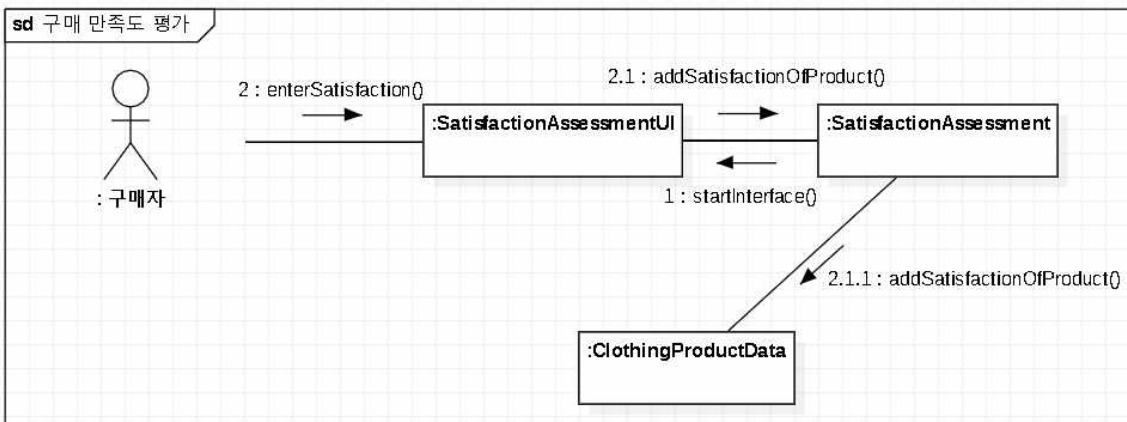 sd 구매 만족도 평가
2.1 : addSatisfactionOfProduct()
2 : enterSatisfaction()
:SatisfactionAssessmentUI
:SatisfactionAssessment
: 구매자
1 : startInterface()
2.1.1 : addSatisfactionOfProduct()
:ClothingProductData